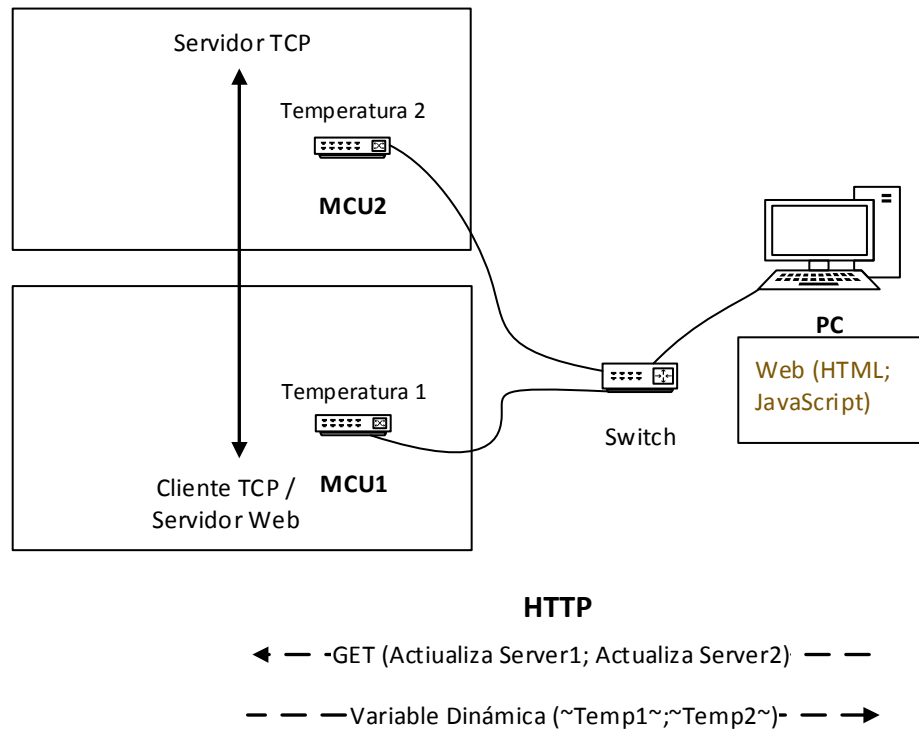 Servidor TCP
Temperatura 2
MCU2
PC
Web (HTML;
JavaScript)
Temperatura 1
Switch
MCU1
Cliente TCP /
Servidor Web
HTTP
GET (Actiualiza Server1; Actualiza Server2)
Variable Dinámica (~Temp1~;~Temp2~)